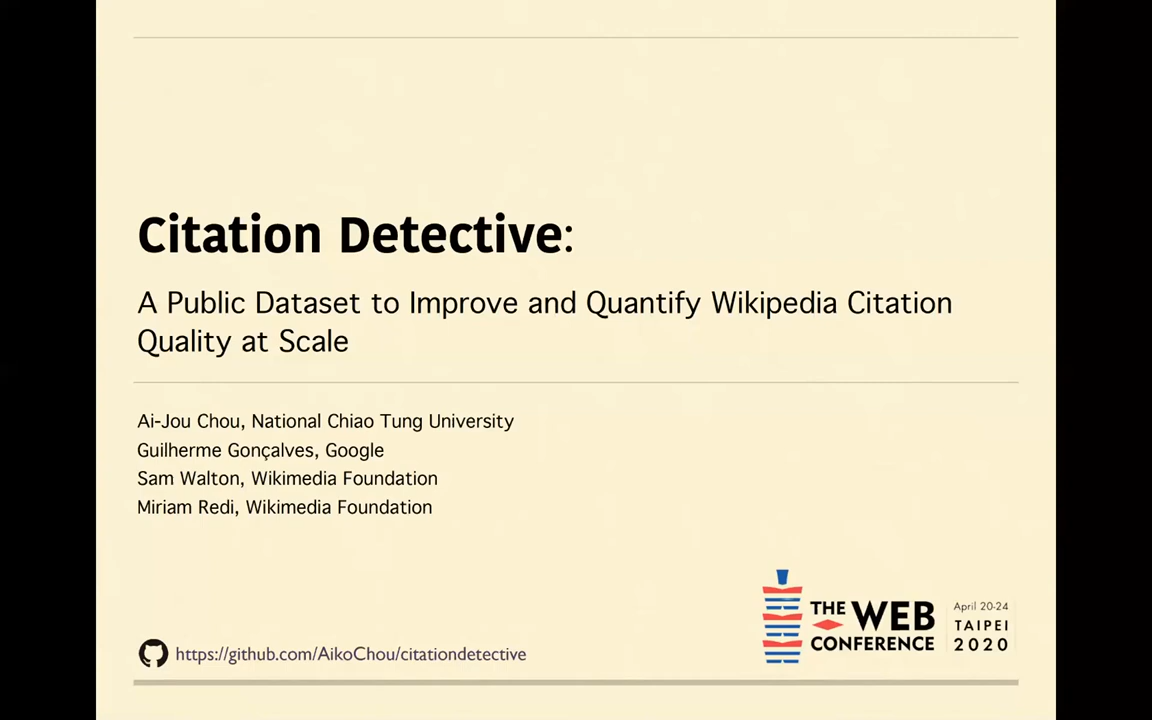 Citation Detective:
A Public Dataset to Improve and Quantify Wikipedia Citation
Quality at Scale
Ai-Jou Chou, National Chiao Tung University
Guilherme Gonçalves, Google
Sam Walton, Wikimedia Foundation
Miriam Redi, Wikimedia Foundation
https://github.com/AikoChou/citationdetective
THE WEB
CONFERENCE
April 20-24
TAIPEI
2020